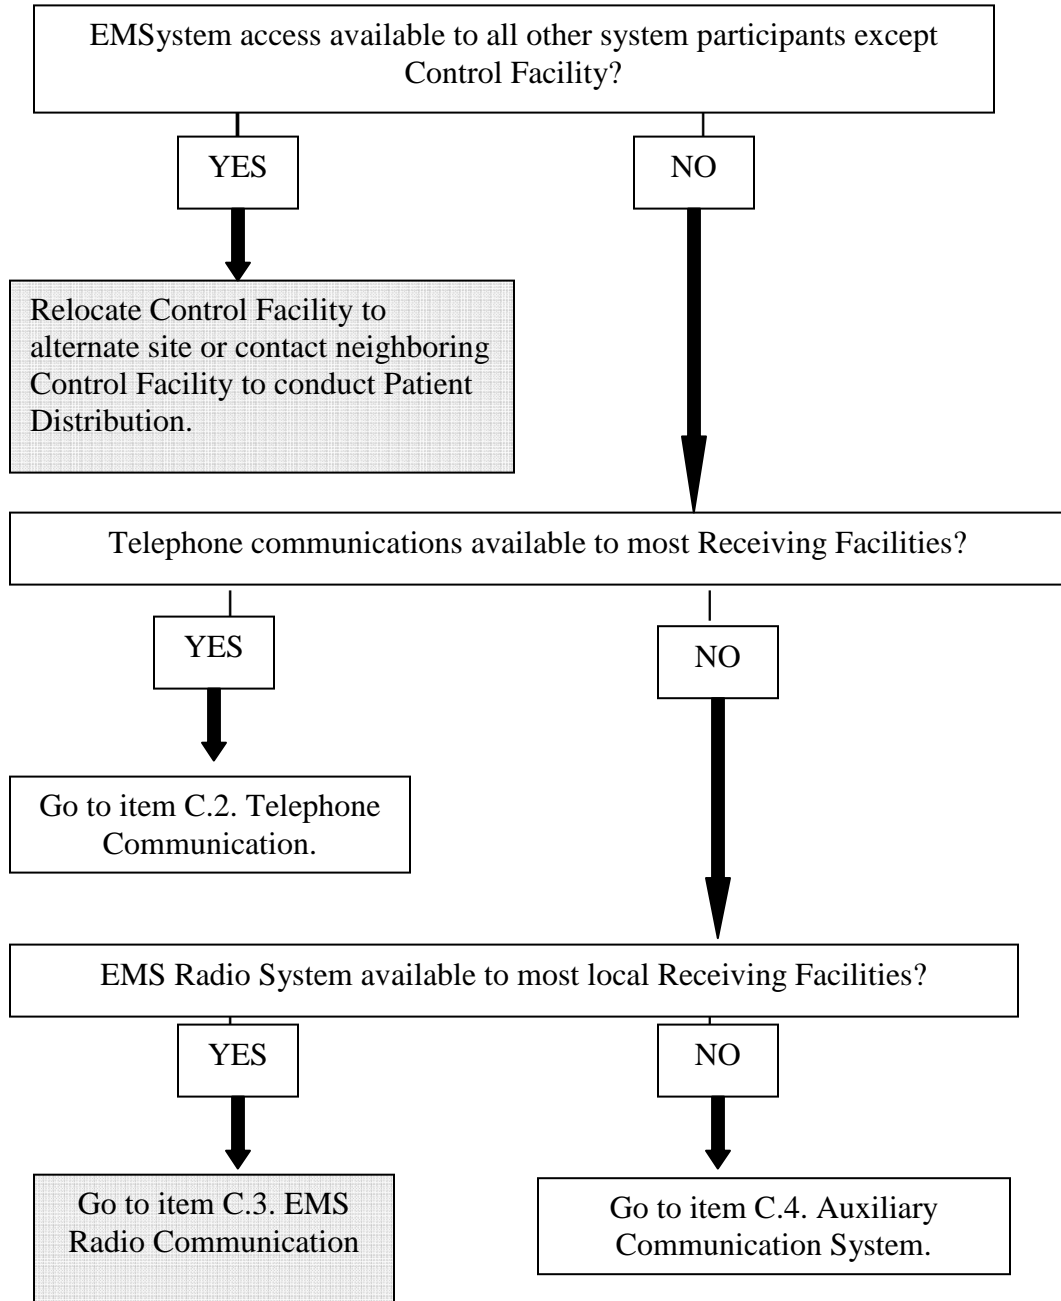 EMSystem access available to all other system participants except
Control Facility?
YES
NO
Relocate Control Facility to
alternate site or contact neighboring
Control Facility to conduct Patient
Distribution.
Telephone communications available to most Receiving Facilities?
YES
NO
Go to item C.2. Telephone
Communication.
EMS Radio System available to most local Receiving Facilities?
YES
NO
Go to item C.3. EMS
Radio Communication
Go to item C.4. Auxiliary
Communication System.